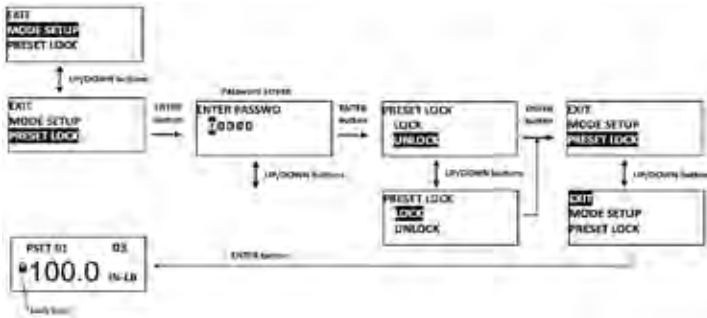 EXIT
MODE SETUP
PRESET LOCK
UP/DOWN buttons
EXIT
MODE SETUP
PRESET LOCK
ENTER
button
Password screen
ENTER PASSWD
00000
UP/DOWN buttons
ENTER
button
PRESET LOCK
LOCK
UNLOCK
UP/DOWN buttons
PRESET LOCK
LOCK
UNLOCK
ENTER
button
EXIT
MODE SETUP
PRESET LOCK
UP/DOWN buttons
EXIT
MODE SETUP
PRESET LOCK
ENTER button
PSET 01 03
100.0 IN-LB
Lock Icon